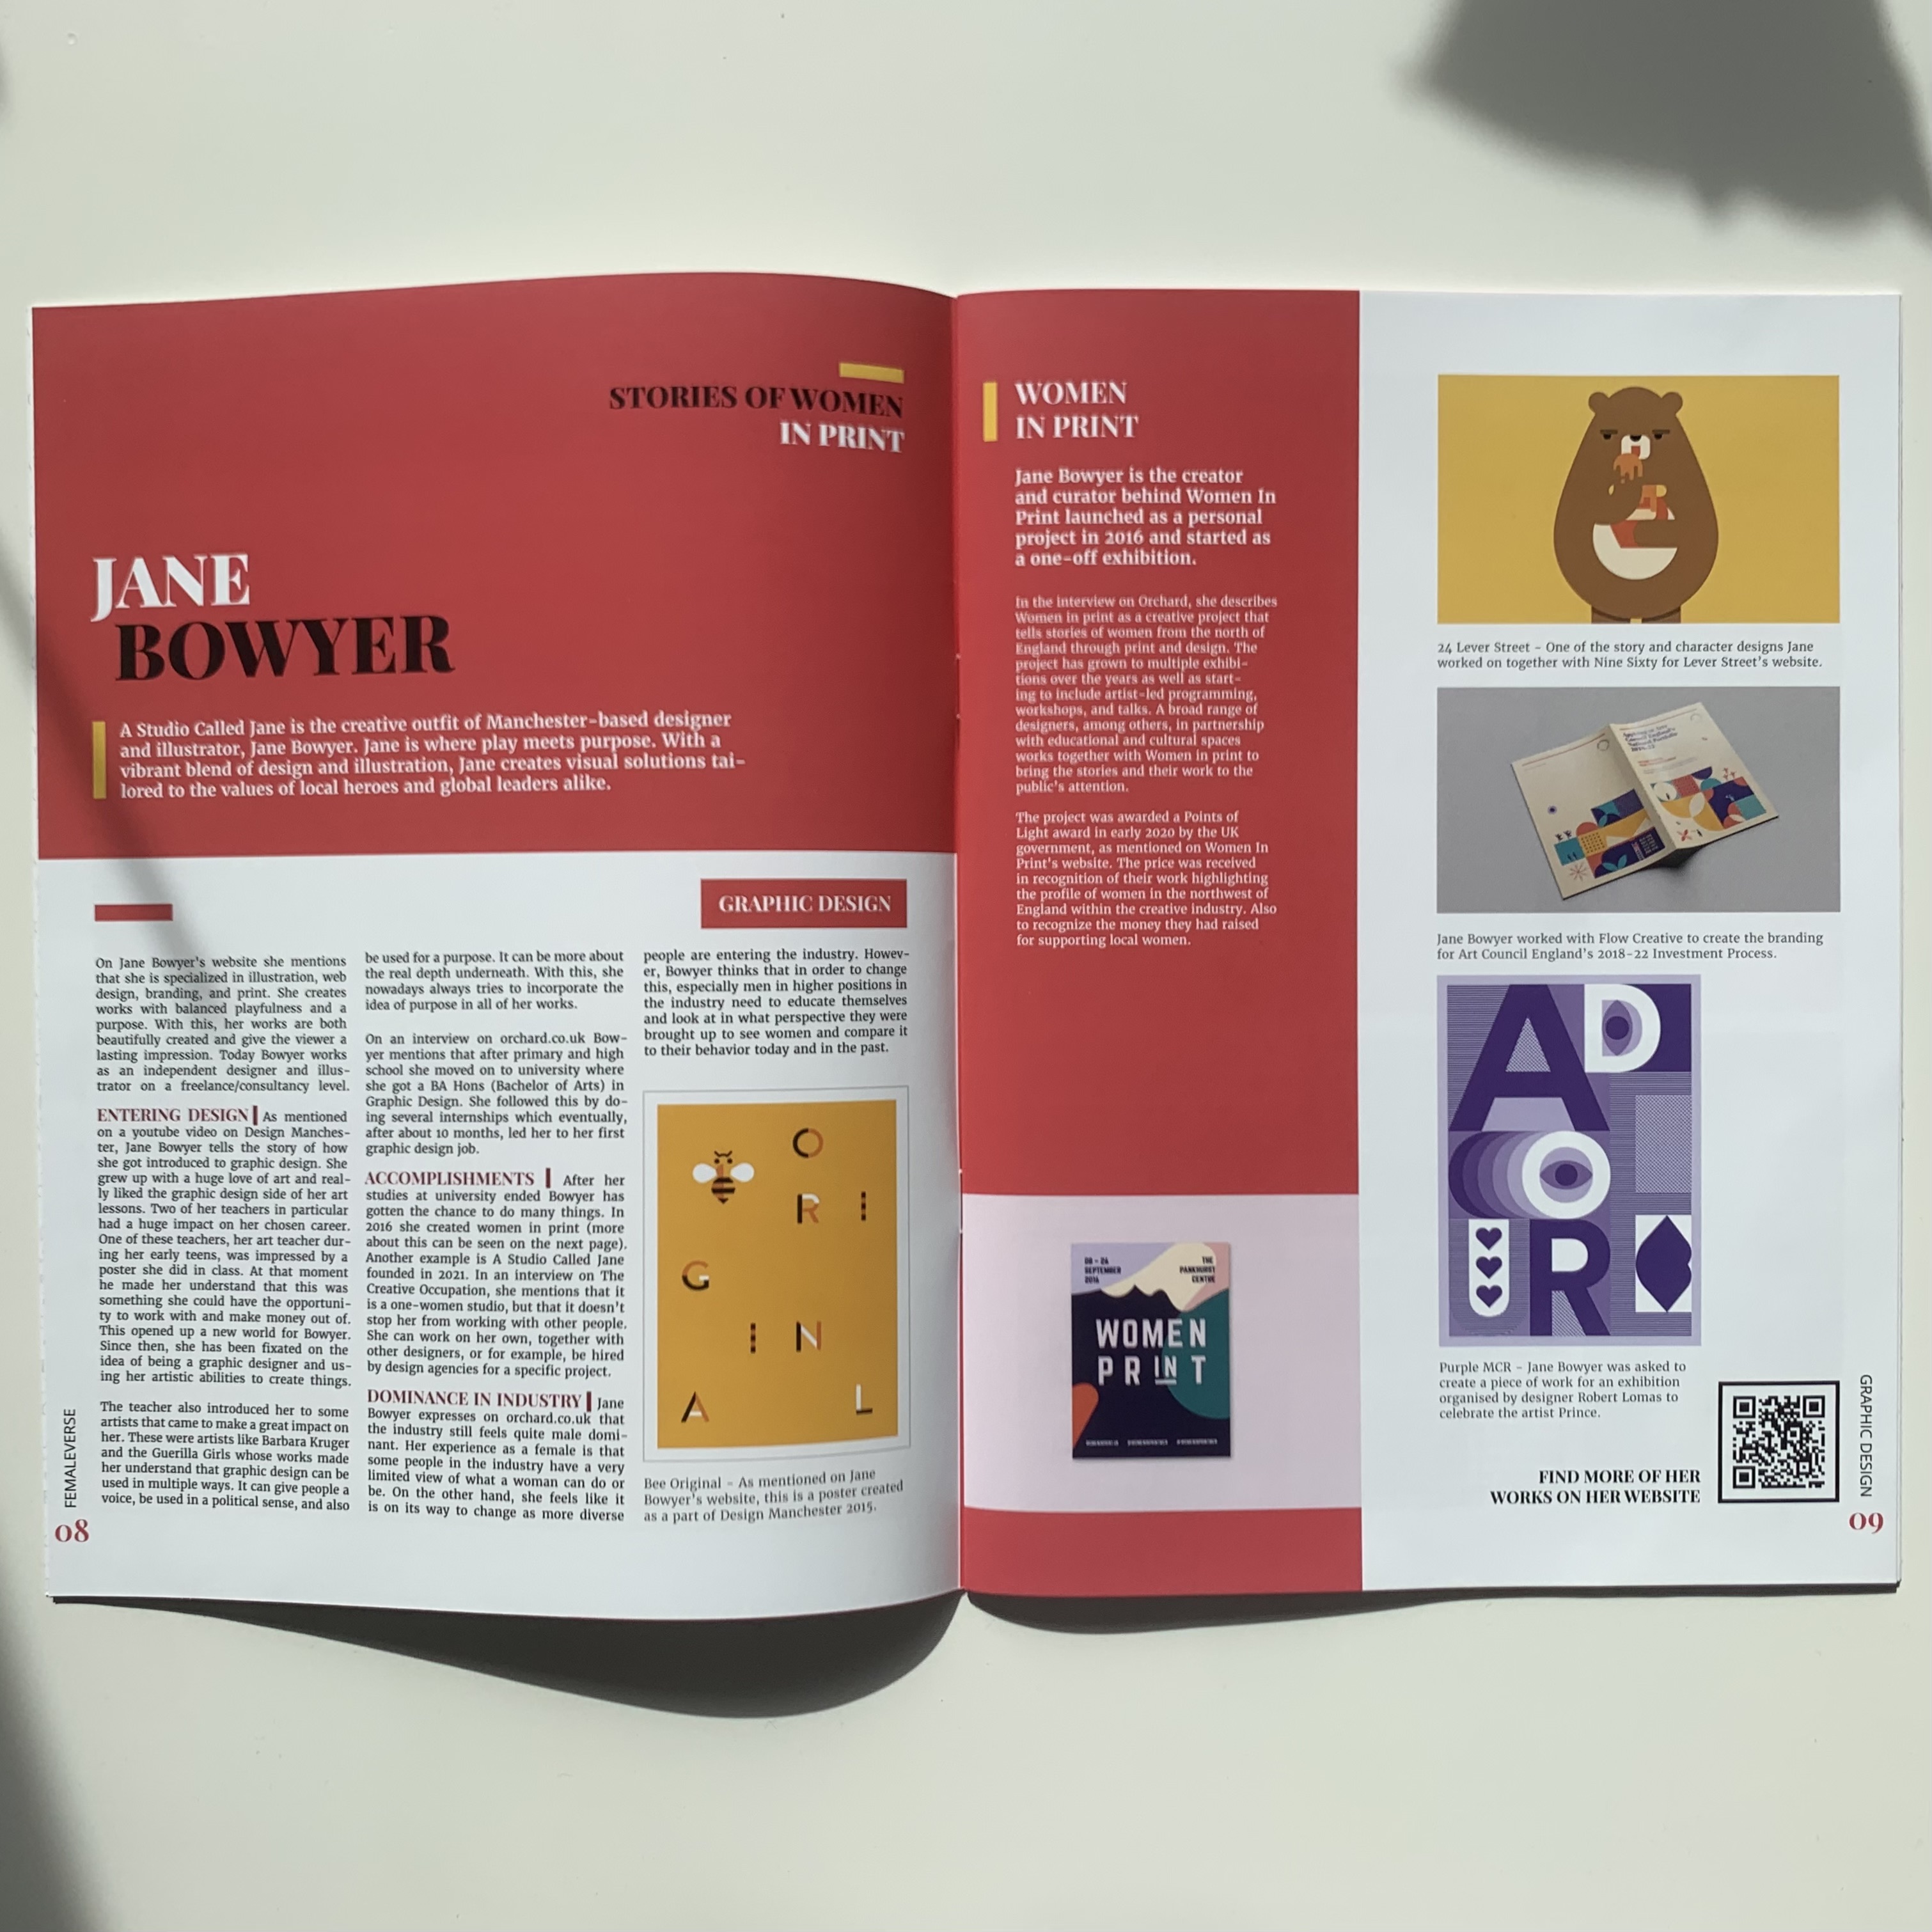 STORIES OF WOMEN
IN PRINT
JANE
BOWYER
A Studio Called Jane is the creative outfit of Manchester-based designer
and illustrator, Jane Bowyer. Jane is where play meets purpose. With a
vibrant blend of design and illustration, Jane creates visual solutions tai-
lored to the values of local heroes and global leaders alike.
GRAPHIC DESIGN
On Jane Bowyer's website she mentions
that she is specialized in illustration, web
design, branding, and print. She creates
works with balanced playfulness and a
purpose. With this, her works are both
beautifully created and give the viewer a
lasting impression. Today Bowyer works
as an independent designer and illus-
trator on a freelance/consultancy level.
ENTERING DESIGN | As mentioned
on a youtube video on Design Manches-
ter, Jane Bowyer tells the story of how
she got introduced to graphic design. She
grew up with a huge love of art and real-
ly liked the graphic design side of her art
lessons. Two of her teachers in particular
had a huge impact on her chosen career.
One of these teachers, her art teacher dur-
ing her early teens, was impressed by a
poster she did in class. At that moment
he made her understand that this was
something she could have the opportuni-
ty to work with and make money out of.
This opened up a new world for Bowyer.
Since then, she has been fixated on the
idea of being a graphic designer and us-
ing her artistic abilities to create things.
The teacher also introduced her to some
artists that came to make a great impact on
her. These were artists like Barbara Kruger
and the Guerilla Girls whose works made
her understand that graphic design can be
used in multiple ways. It can give people a
voice, be used in a political sense, and also
be used for a purpose. It can be more about
the real depth underneath. With this, she
nowadays always tries to incorporate the
idea of purpose in all of her works.
On an interview on orchard.co.uk Bow-
yer mentions that after primary and high
school she moved on to university where
she got a BA Hons (Bachelor of Arts) in
Graphic Design. She followed this by do-
ing several internships which eventually,
after about 10 months, led her to her first
graphic design job.
ACCOMPLISHMENTS | After her
studies at university ended Bowyer has
gotten the chance to do many things. In
2016 she created women in print (more
about this can be seen on the next page).
Another example is A Studio Called Jane
founded in 2021. In an interview on The
Creative Occupation, she mentions that it
is a one-women studio, but that it doesn't
stop her from working with other people.
She can work on her own, together with
other designers, or for example, be hired
by design agencies for a specific project.
DOMINANCE IN INDUSTRY | Jane
Bowyer expresses on orchard.co.uk that
the industry still feels quite male domi-
nant. Her experience as a female is that
some people in the industry have a very
limited view of what a woman can do or
be. On the other hand, she feels like it
is on its way to change as more diverse
people are entering the industry. Howev-
er, Bowyer thinks that in order to change
this, especially men in higher positions in
the industry need to educate themselves
and look at in what perspective they were
brought up to see women and compare it
to their behavior today and in the past.
O
R I
G
I N
A L
Bee Original - As mentioned on Jane
Bowyer's website, this is a poster created
as a part of Design Manchester 2015.
FEMALEVERSE
08
WOMEN
IN PRINT
Jane Bowyer is the creator
and curator behind Women In
Print launched as a personal
project in 2016 and started as
a one-off exhibition.
In the interview on Orchard, she describes
Women in print as a creative project that
tells stories of women from the north of
England through print and design. The
project has grown to multiple exhibi-
tions over the years as well as start-
ing to include artist-led programming,
workshops, and talks. A broad range of
designers, among others, in partnership
with educational and cultural spaces
works together with Women in print to
bring the stories and their work to the
public's attention.
The project was awarded a Points of
Light award in early 2020 by the UK
government, as mentioned on Women In
Print's website. The price was received
in recognition of their work highlighting
the profile of women in the northwest of
England within the creative industry. Also
to recognize the money they had raised
for supporting local women.
08 - 26
SEPTEMBER
2016
THE
PANKHURST
CENTRE
WOMEN
PRINT
24 Lever Street - One of the story and character designs Jane
worked on together with Nine Sixty for Lever Street's website.
Jane Bowyer worked with Flow Creative to create the branding
for Art Council England's 2018-22 Investment Process.
AD
O
R
Purple MCR - Jane Bowyer was asked to
create a piece of work for an exhibition
organised by designer Robert Lomas to
celebrate the artist Prince.
FIND MORE OF HER
WORKS ON HER WEBSITE
GRAPHIC DESIGN
09